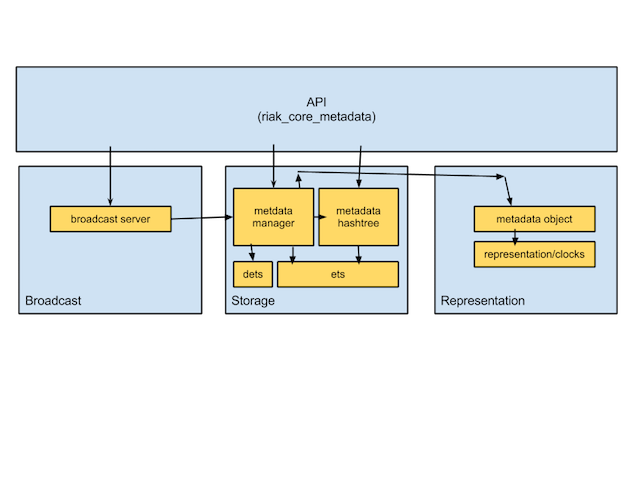 API
(riak_core_metadata)
broadcast server
metdata
manager
metadata
hashtree
metadata object
representation/clocks
dets
ets
Broadcast
Storage
Representation